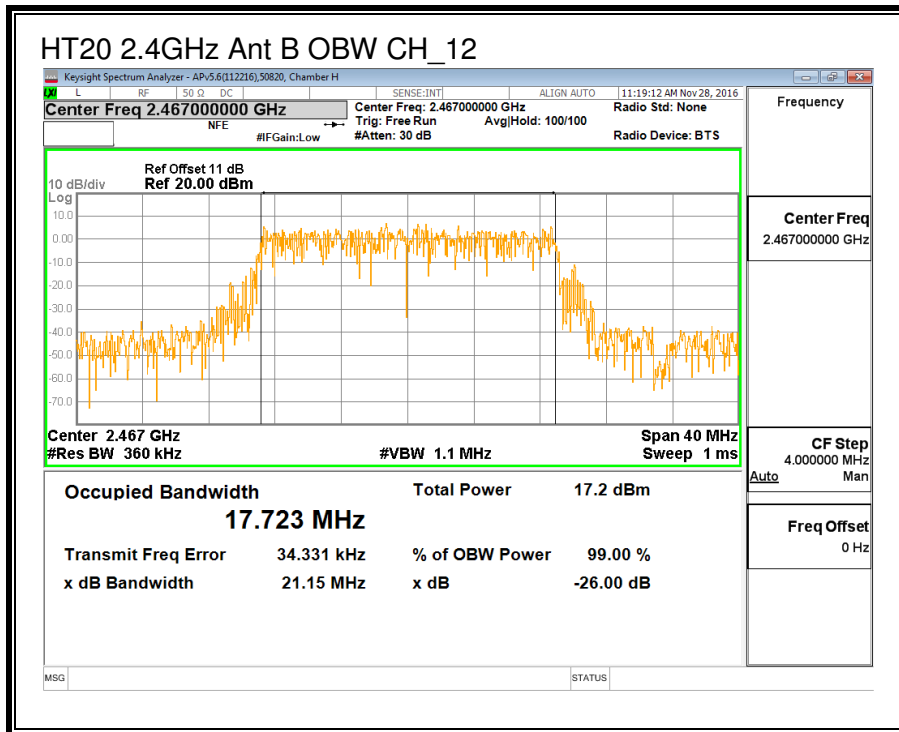 HT20 2.4GHz Ant B OBW CH_12
Keysight Spectrum Analyzer - APv5.6(112216),50820, Chamber H
LXI L RF 50 Ω DC SENSE:INT ALIGN AUTO 11:19:12 AM Nov 28, 2016
Center Freq 2.467000000 GHz
NFE
#IFGain:Low
Center Freq: 2.467000000 GHz
Trig: Free Run Avg|Hold: 100/100
#Atten: 30 dB
Radio Std: None
Radio Device: BTS
Ref Offset 11 dB
10 dB/div Ref 20.00 dBm
Log
10.0
0.00
-10.0
-20.0
-30.0
-40.0
-50.0
-60.0
-70.0
Center 2.467 GHz Span 40 MHz
#Res BW 360 kHz #VBW 1.1 MHz Sweep 1 ms
Occupied Bandwidth Total Power 17.2 dBm
17.723 MHz
Transmit Freq Error 34.331 kHz % of OBW Power 99.00 %
x dB Bandwidth 21.15 MHz x dB -26.00 dB
MSG STATUS
Frequency
Center Freq
2.467000000 GHz
CF Step
4.000000 MHz
Auto Man
Freq Offset
0 Hz